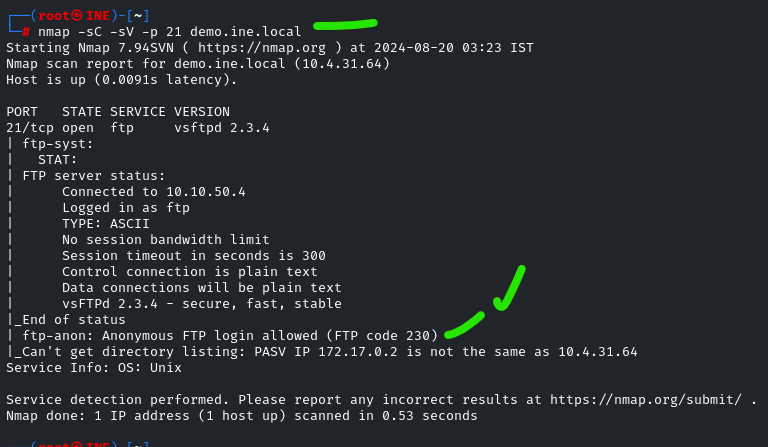 ┌──(root㉿INE)-[~]
└─# nmap -sC -sV -p 21 demo.ine.local
Starting Nmap 7.94SVN ( https://nmap.org ) at 2024-08-20 03:23 IST
Nmap scan report for demo.ine.local (10.4.31.64)
Host is up (0.0091s latency).
PORT   STATE SERVICE VERSION
21/tcp open  ftp     vsftpd 2.3.4
| ftp-syst:
|   STAT:
| FTP server status:
|      Connected to 10.10.50.4
|      Logged in as ftp
|      TYPE: ASCII
|      No session bandwidth limit
|      Session timeout in seconds is 300
|      Control connection is plain text
|      Data connections will be plain text
|      vsFTPd 2.3.4 - secure, fast, stable
|_End of status
| ftp-anon: Anonymous FTP login allowed (FTP code 230)
|_Can't get directory listing: PASV IP 172.17.0.2 is not the same as 10.4.31.64
Service Info: OS: Unix
Service detection performed. Please report any incorrect results at https://nmap.org/submit/ .
Nmap done: 1 IP address (1 host up) scanned in 0.53 seconds